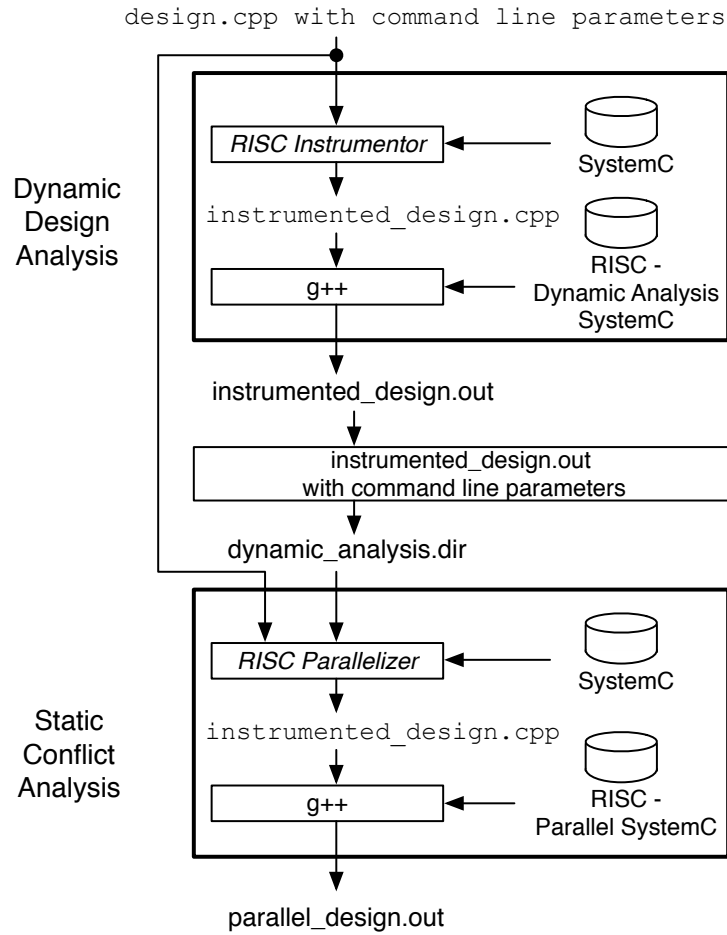 design.cpp with command line parameters
Dynamic
Design
Analysis
RISC Instrumentor
SystemC
instrumented_design.cpp
g++
RISC -
Dynamic Analysis
SystemC
instrumented_design.out
instrumented_design.out
with command line parameters
dynamic_analysis.dir
Static
Conflict
Analysis
RISC Parallelizer
SystemC
instrumented_design.cpp
g++
RISC -
Parallel SystemC
parallel_design.out